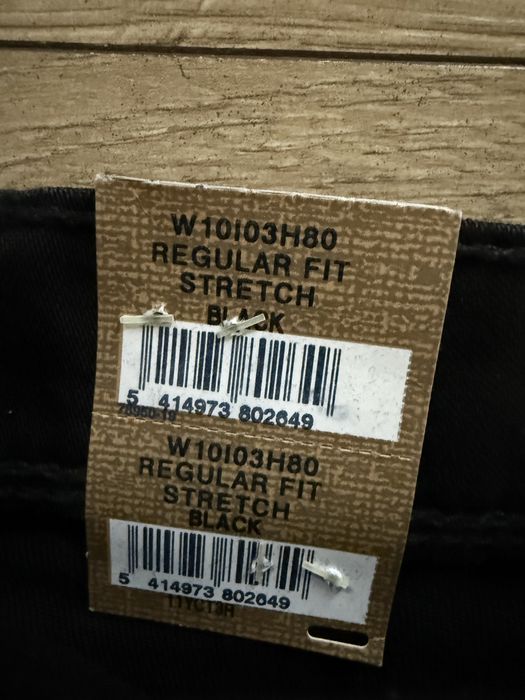 W10I03H80
REGULAR FIT
STRETCH
BLACK
5 414973 802649
W10I03H80
REGULAR FIT
STRETCH
BLACK
5 414973 802649